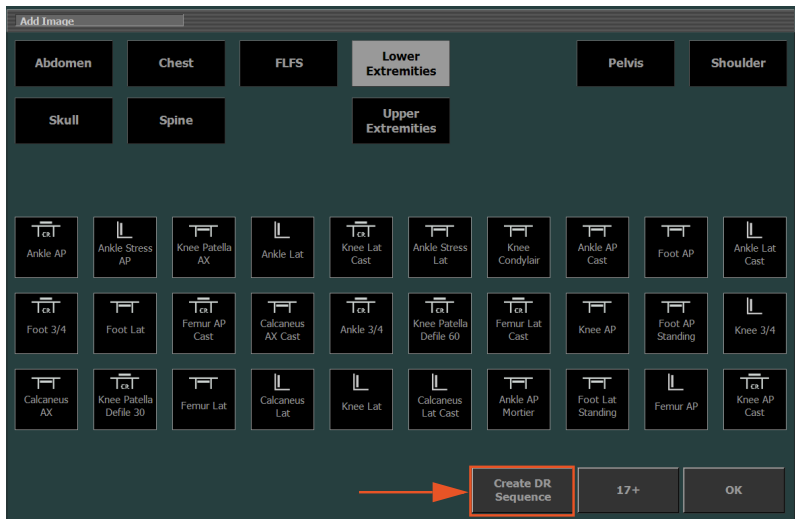 Add Image
Abdomen
Chest
FLFS
Lower
Extremities
Pelvis
Shoulder
Skull
Spine
Upper
Extremities
CR
Ankle AP
Ankle Stress
AP
Knee Patella
AX
Ankle Lat
CR
Knee Lat
Cast
Ankle Stress
Lat
Knee
Condylair
Ankle AP
Cast
Foot AP
Ankle Lat
Cast
CR
Foot 3/4
Foot Lat
CR
Femur AP
Cast
Calcaneus
AX Cast
CR
Ankle 3/4
CR
Knee Patella
Defile 60
CR
Femur Lat
Cast
Knee AP
Foot AP
Standing
Knee 3/4
Calcaneus
AX
CR
Knee Patella
Defile 30
Femur Lat
Calcaneus
Lat
Knee Lat
Calcaneus
Lat Cast
Ankle AP
Mortier
Foot Lat
Standing
Femur AP
CR
Knee AP
Cast
Create DR
Sequence
17+
OK